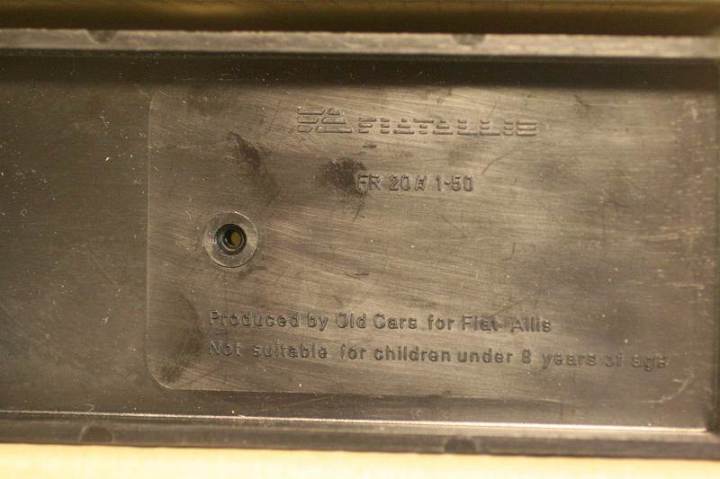 FIATALLIS
FR 20 A 1-50
Produced by Old Cars for Fiat-Allis
Not suitable for children under 8 years of age